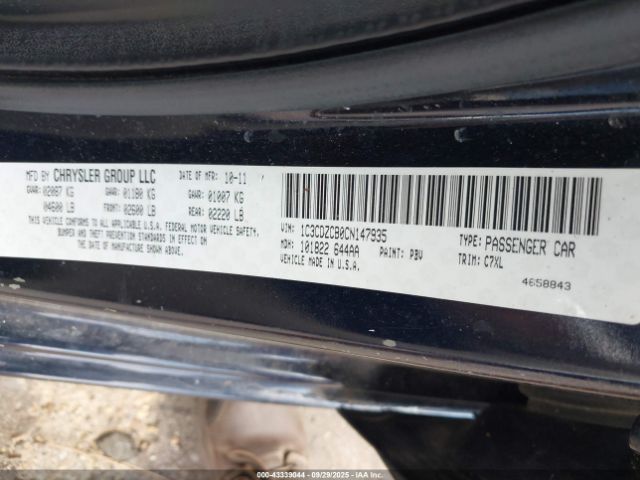 MFD BY CHRYSLER GROUP LLC DATE OF MFR: 10-11
GVWR: 02087 KG GAWR: 01180 KG GAWR: 01007 KG
04600 LB FRONT: 02600 LB REAR: 02220 LB
THIS VEHICLE CONFORMS TO ALL APPLICABLE U.S.A. FEDERAL MOTOR VEHICLE SAFETY,
BUMPER AND THEFT PREVENTION STANDARDS IN EFFECT ON
THE DATE OF MANUFACTURE SHOWN ABOVE.
VIN: 1C3CDZCB0CN147935 TYPE: PASSENGER CAR
MDH: 101822 644AA PAINT: PBV TRIM: C7XL
VEHICLE MADE IN U.S.A.
4658843
000-43339044 - 09/29/2025 - IAAI.COM